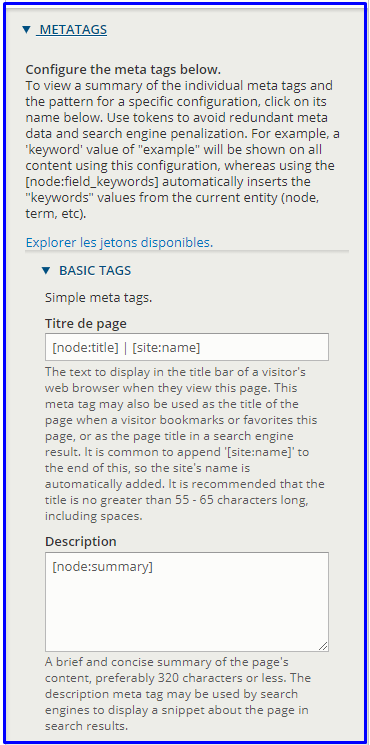 METATAGS
Configure the meta tags below.
To view a summary of the individual meta tags and
the pattern for a specific configuration, click on its
name below. Use tokens to avoid redundant meta
data and search engine penalization. For example, a
'keyword' value of "example" will be shown on all
content using this configuration, whereas using the
[node:field_keywords] automatically inserts the
"keywords" values from the current entity (node,
term, etc).
Explorer les jetons disponibles.
BASIC TAGS
Simple meta tags.
Titre de page
[node:title] | [site:name]
The text to display in the title bar of a visitor's
web browser when they view this page. This
meta tag may also be used as the title of the
page when a visitor bookmarks or favorites this
page, or as the page title in a search engine
result. It is common to append '[site:name]' to
the end of this, so the site's name is
automatically added. It is recommended that the
title is no greater than 55 - 65 characters long,
including spaces.
Description
[node:summary]
A brief and concise summary of the page's
content, preferably 320 characters or less. The
description meta tag may be used by search
engines to display a snippet about the page in
search results.